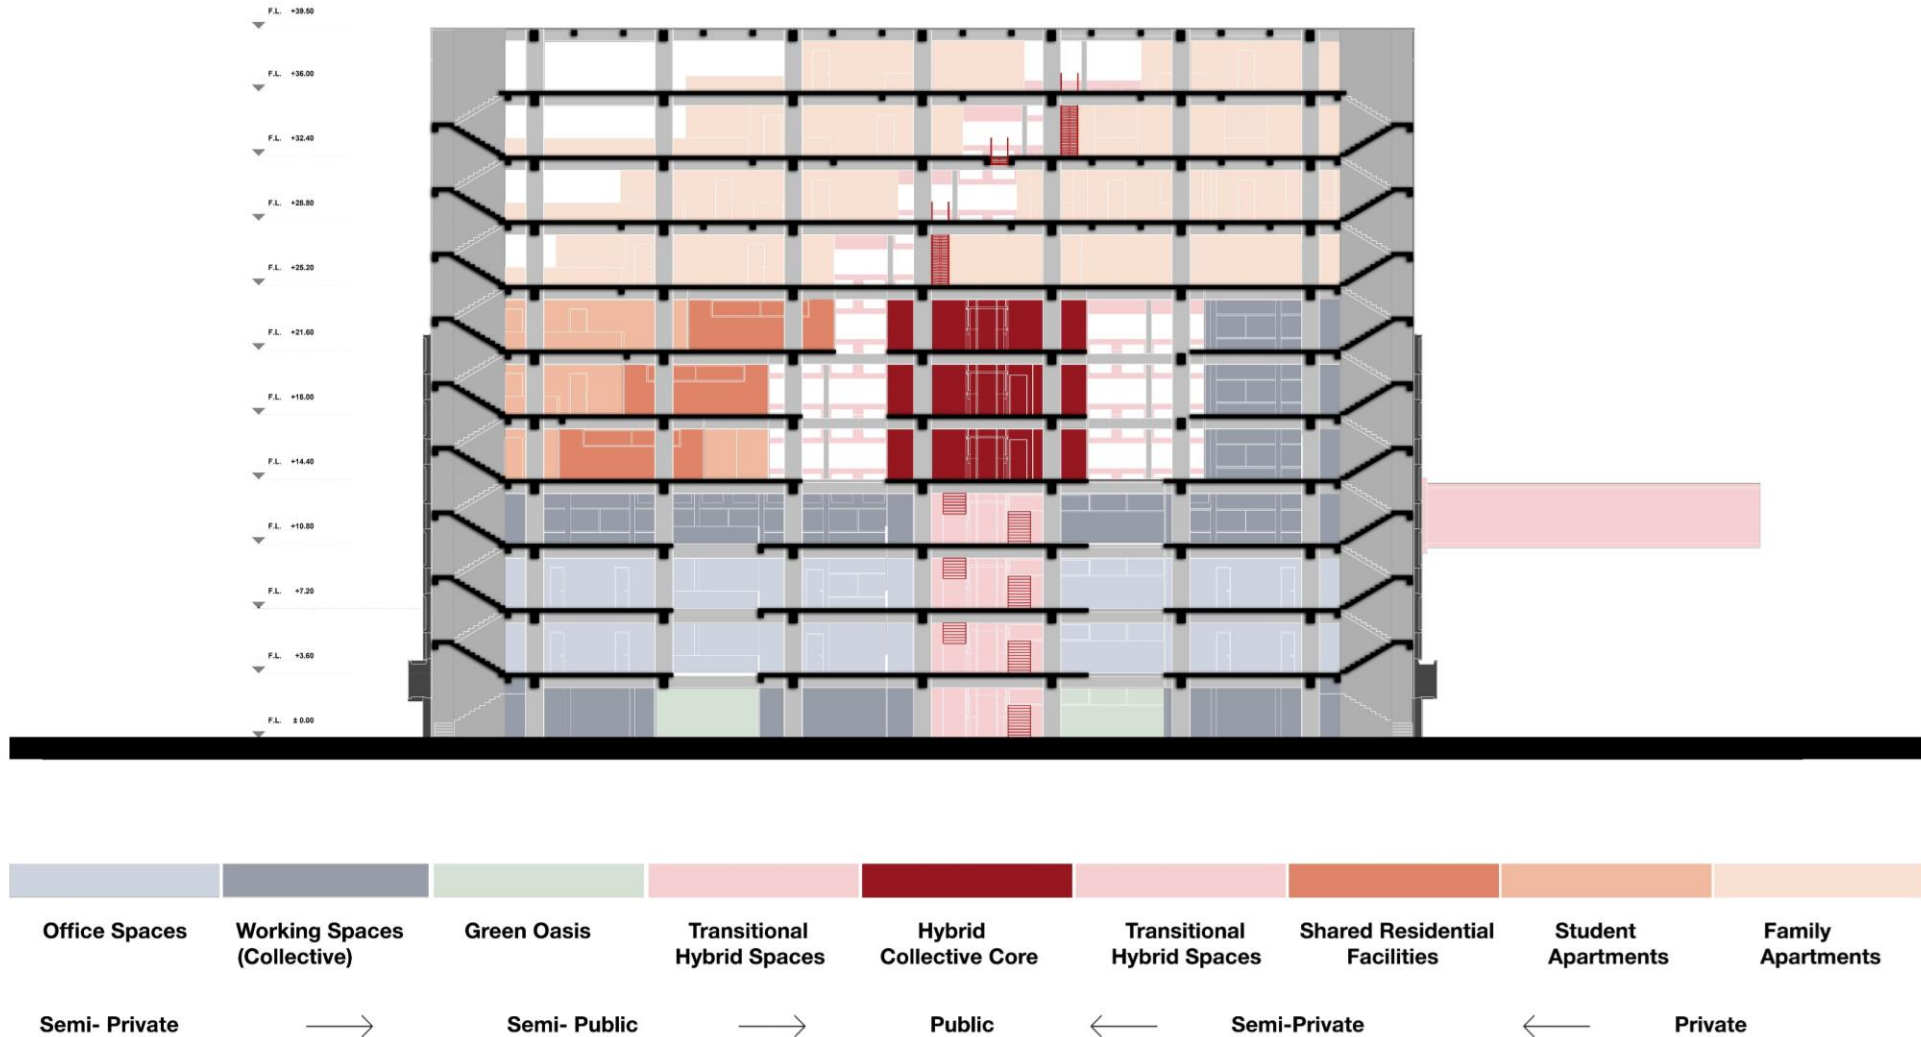 F.L. +39.50
F.L. +36.00
F.L. +32.40
F.L. +28.80
F.L. +25.20
F.L. +21.60
F.L. +18.00
F.L. +14.40
F.L. +10.80
F.L. +7.20
F.L. +3.60
F.L. ± 0.00
Office Spaces
Working Spaces
(Collective)
Green Oasis
Transitional
Hybrid Spaces
Hybrid
Collective Core
Transitional
Hybrid Spaces
Shared Residential
Facilities
Student
Apartments
Family
Apartments
Semi- Private
Semi- Public
Public
Semi-Private
Private